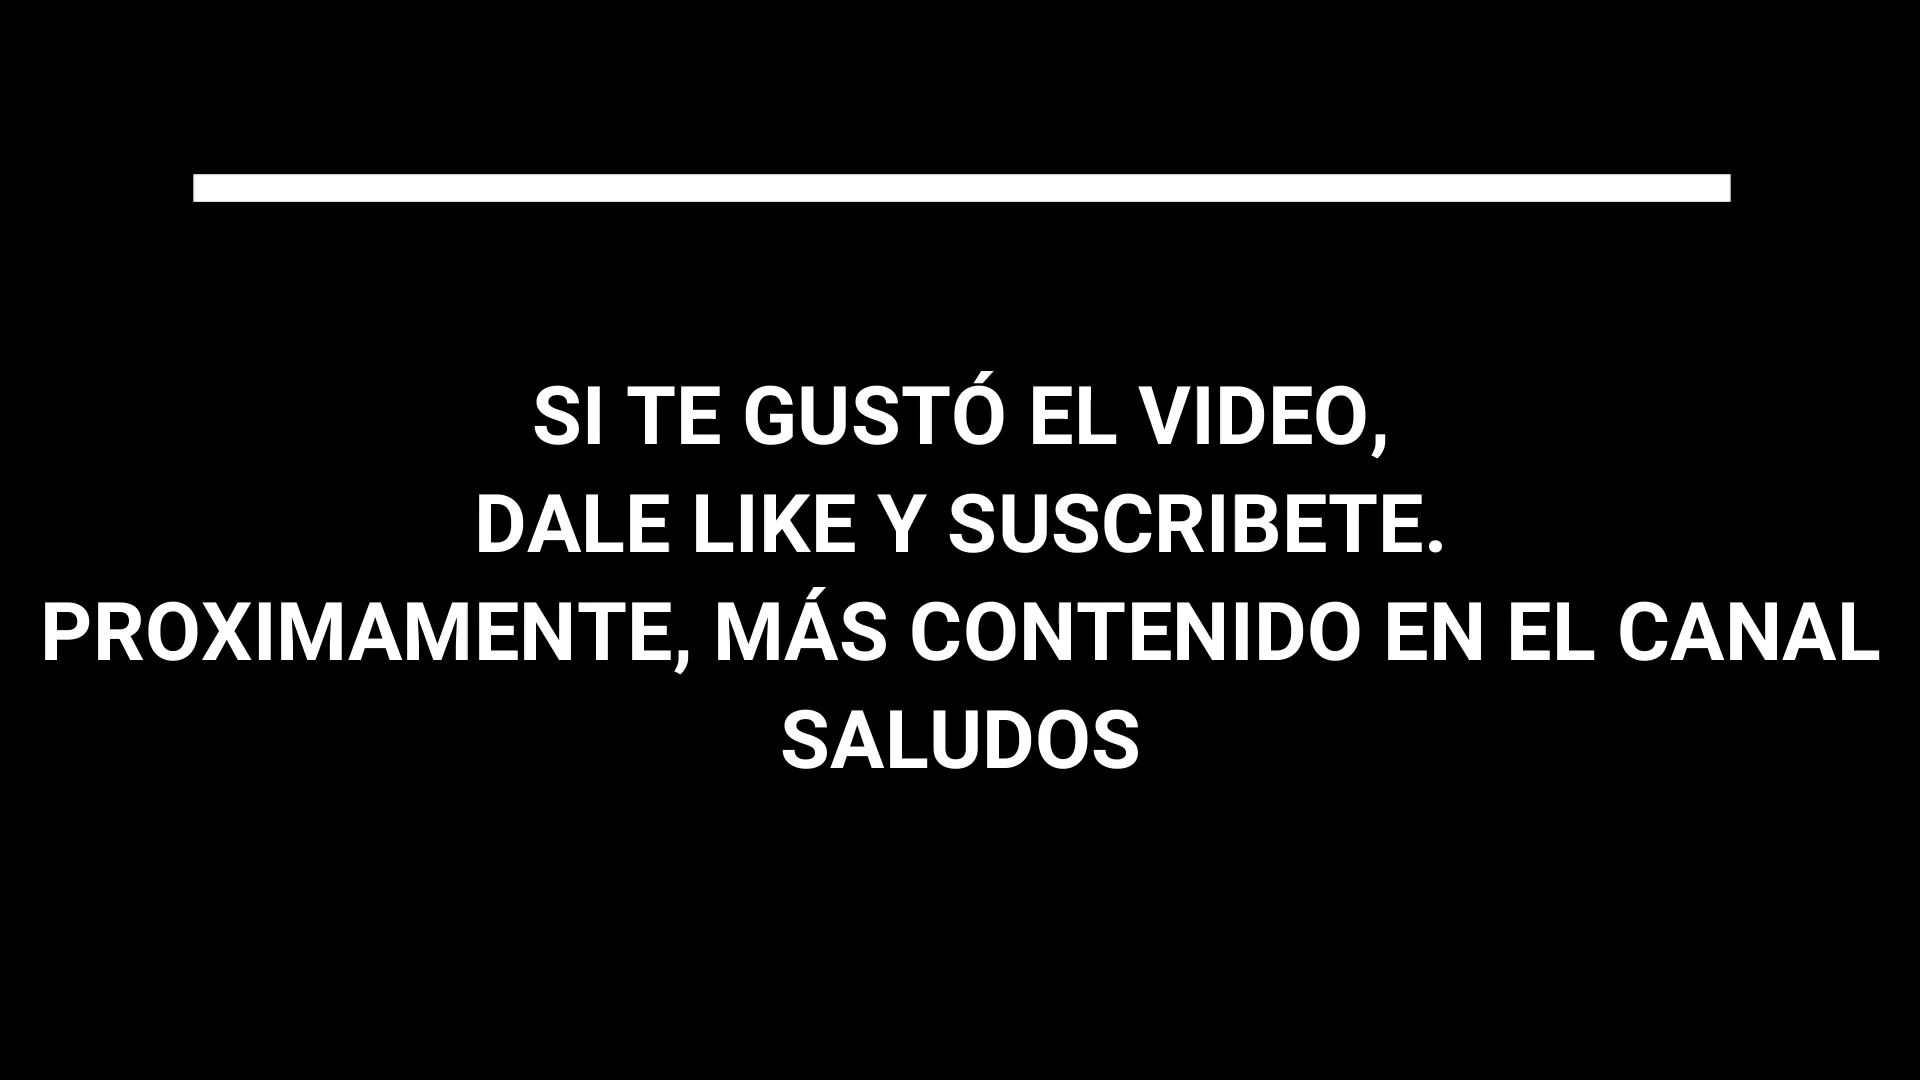 SI TE GUSTÓ EL VIDEO,
DALE LIKE Y SUSCRIBETE.
PROXIMAMENTE, MÁS CONTENIDO EN EL CANAL
SALUDOS